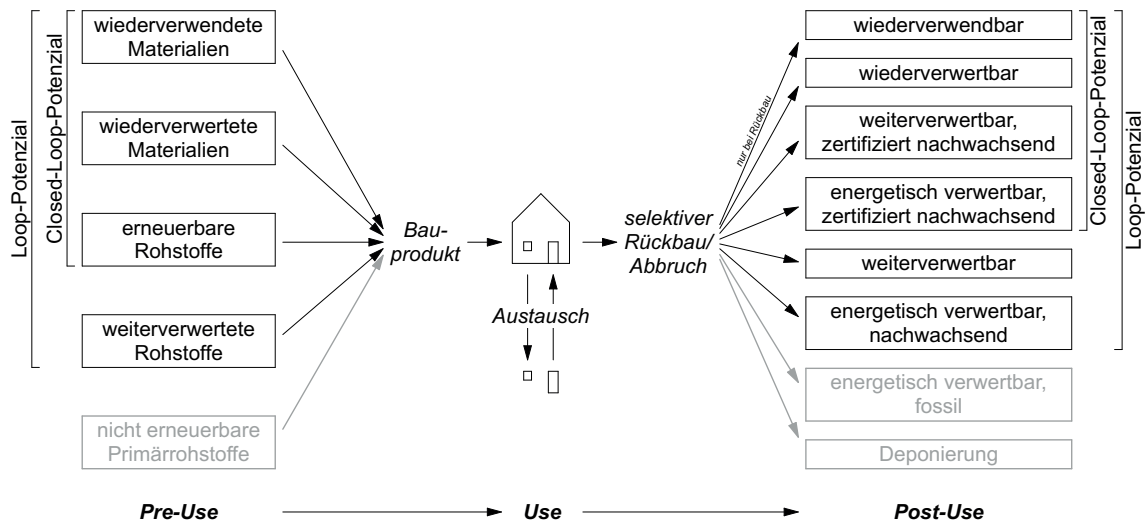 Loop-Potenzial
Closed-Loop-Potenzial
wiederverwendete
Materialien
wiederverwertete
Materialien
erneuerbare
Rohstoffe
weiterverwertete
Rohstoffe
nicht erneuerbare
Primärrohstoffe
Bau-
produkt
Austausch
selektiver
Rückbau/
Abbruch
nur bei Rückbau
wiederverwendbar
wiederverwertbar
weiterverwertbar,
zertifiziert nachwachsend
energetisch verwertbar,
zertifiziert nachwachsend
weiterverwertbar
energetisch verwertbar,
nachwachsend
energetisch verwertbar,
fossil
Deponierung
Closed-Loop-Potenzial
Loop-Potenzial
Pre-Use
Use
Post-Use